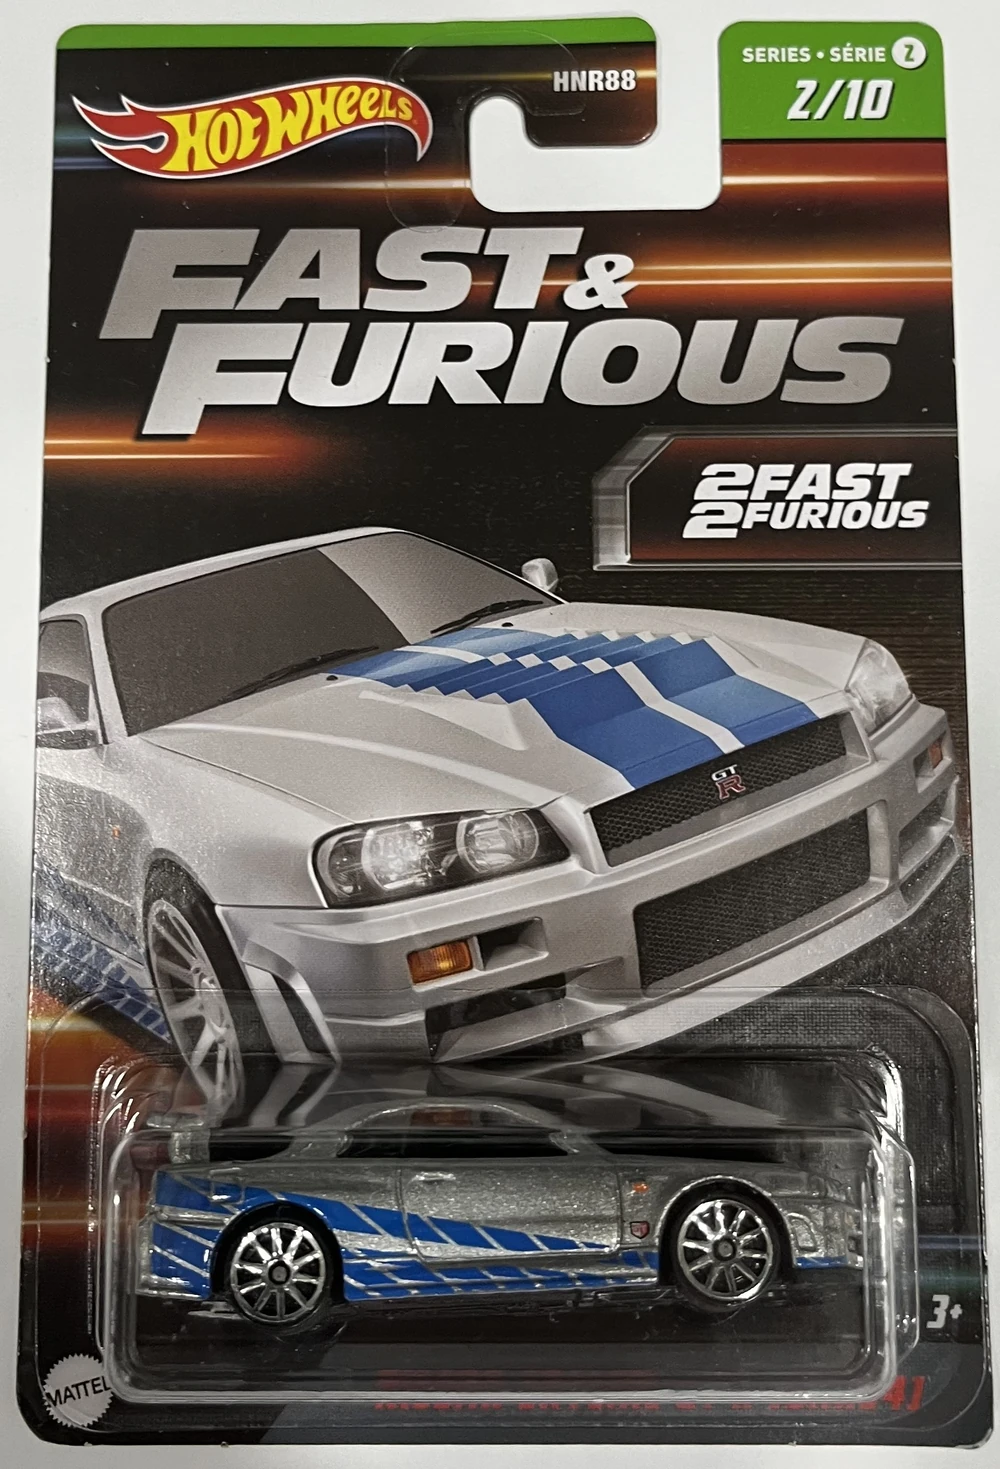 HOT WHEELS
HNR88
SERIES • SÉRIE 2
2/10
FAST &
FURIOUS
2FAST
2FURIOUS
GT
R
3+
MATTEL